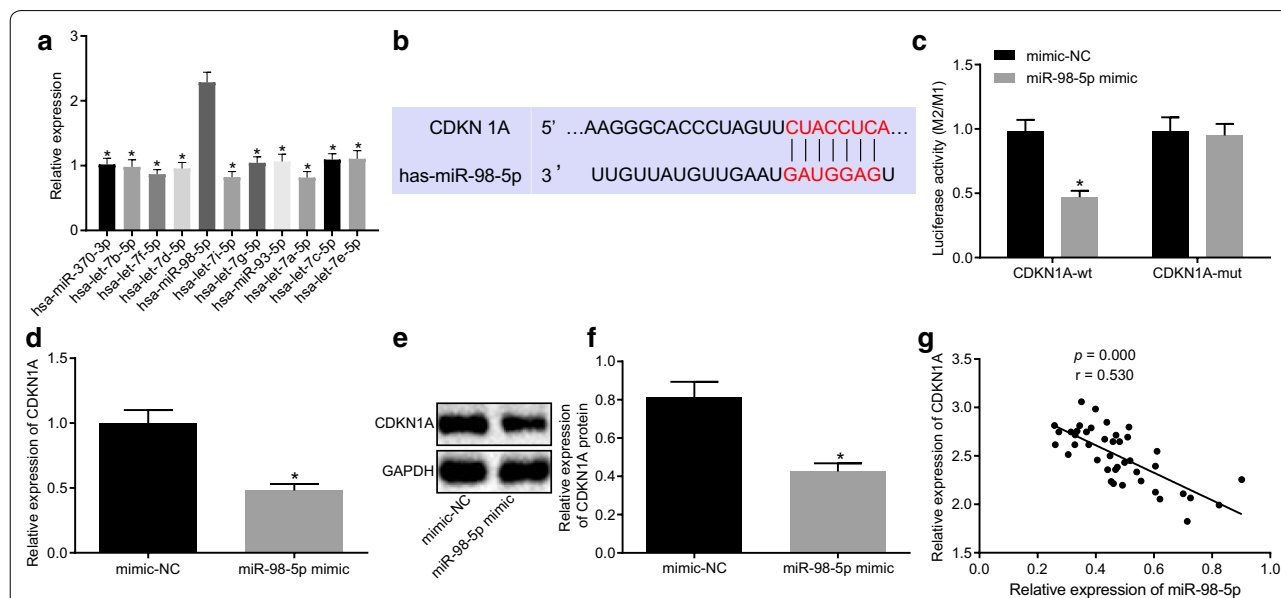 a
Relative expression
3
2
1
0
*
*
*
*
*
*
*
*
*
*
hsa-miR-370-3p
hsa-let-7b-5p
hsa-let-7f-5p
hsa-let-7d-5p
hsa-miR-98-5p
hsa-let-7i-5p
hsa-let-7g-5p
hsa-miR-93-5p
hsa-let-7a-5p
hsa-let-7c-5p
hsa-let-7e-5p
b
CDKN 1A 5' ...AAGGGCACCCUAGUUCUACCUCA...
has-miR-98-5p 3 ' UUGUUAUGUUGAAUGAUGGAGU
c
mimic-NC
miR-98-5p mimic
Luciferase activity (M2/M1)
1.5
1.0
0.5
0.0
*
CDKN1A-wt
CDKN1A-mut
d
Relative expression of CDKN1A
1.5
1.0
0.5
0
*
mimic-NC
miR-98-5p mimic
e
CDKN1A
GAPDH
mimic-NC
miR-98-5p mimic
f
Relative expression
of CDKN1A protein
1.0
0.8
0.6
0.4
0.2
0.0
*
mimic-NC
miR-98-5p mimic
g
Relative expression of CDKN1A
3.5
3.0
2.5
2.0
1.5
p = 0.000
r = 0.530
0.0
0.2
0.4
0.6
0.8
1.0
Relative expression of miR-98-5p